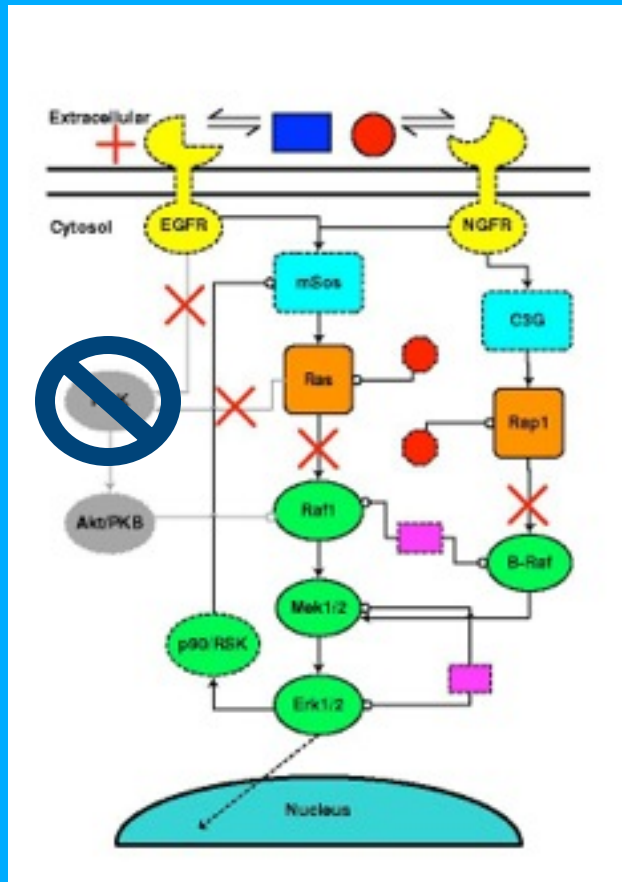 Extracellular
Cytosol
EGFR
NGFR
mSos
C3G
Ras
Rap1
Akt/PKB
Raf1
B-Raf
Mek1/2
p90/RSK
Erk1/2
Nucleus